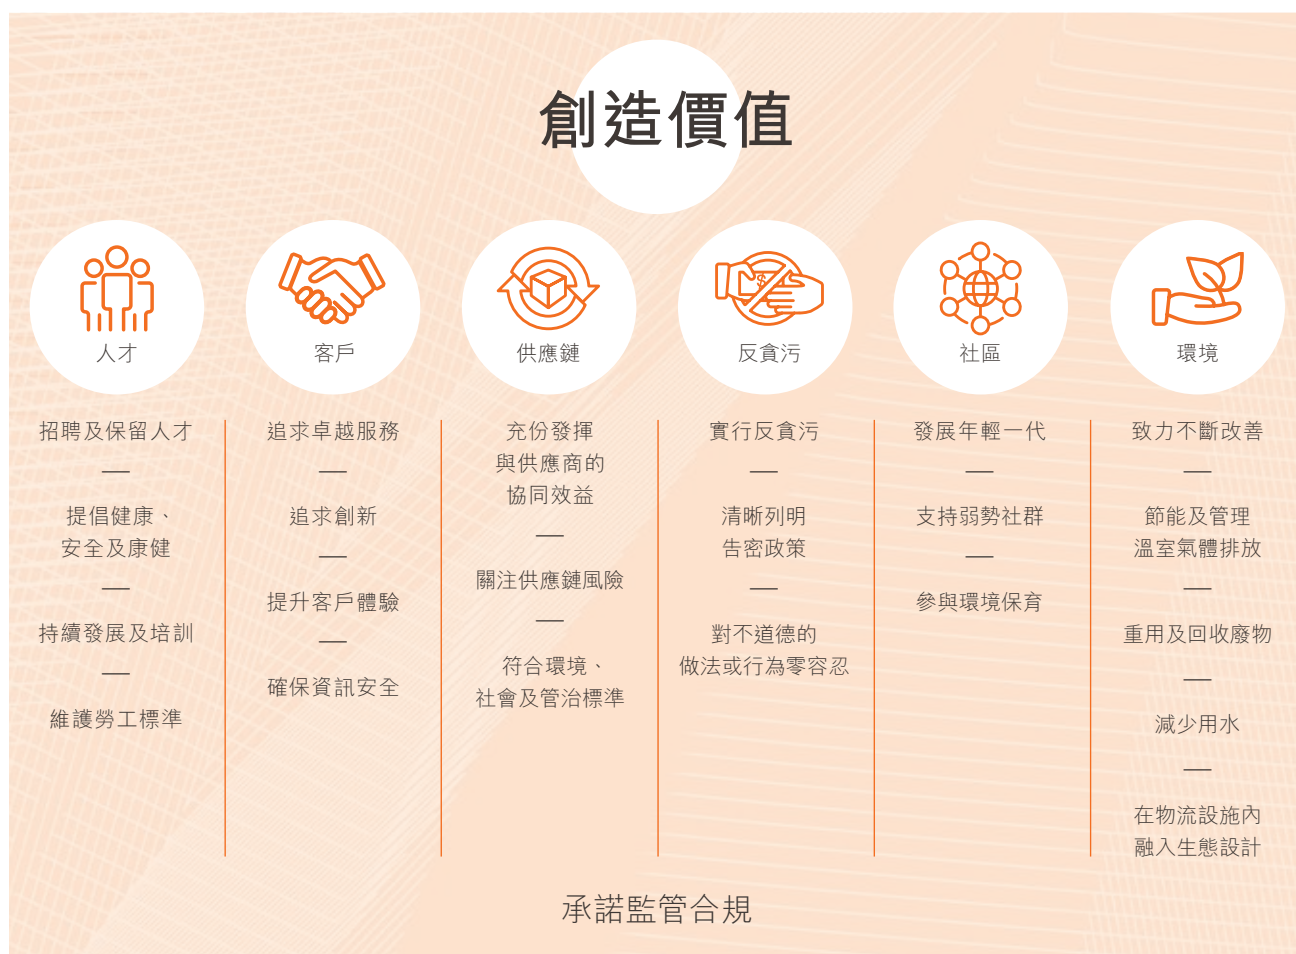 創造價值
人才
招聘及保留人才
提倡健康、
安全及康健
持續發展及培訓
維護勞工標準
客戶
追求卓越服務
追求創新
提升客戶體驗
確保資訊安全
供應鏈
充份發揮
與供應商的
協同效益
關注供應鏈風險
符合環境、
社會及管治標準
反貪污
$
實行反貪污
清晰列明
告密政策
對不道德的
做法或行為零容忍
社區
發展年輕一代
支持弱勢社群
參與環境保育
環境
致力不斷改善
節能及管理
溫室氣體排放
重用及回收廢物
減少用水
在物流設施內
融入生態設計
承諾監管合規